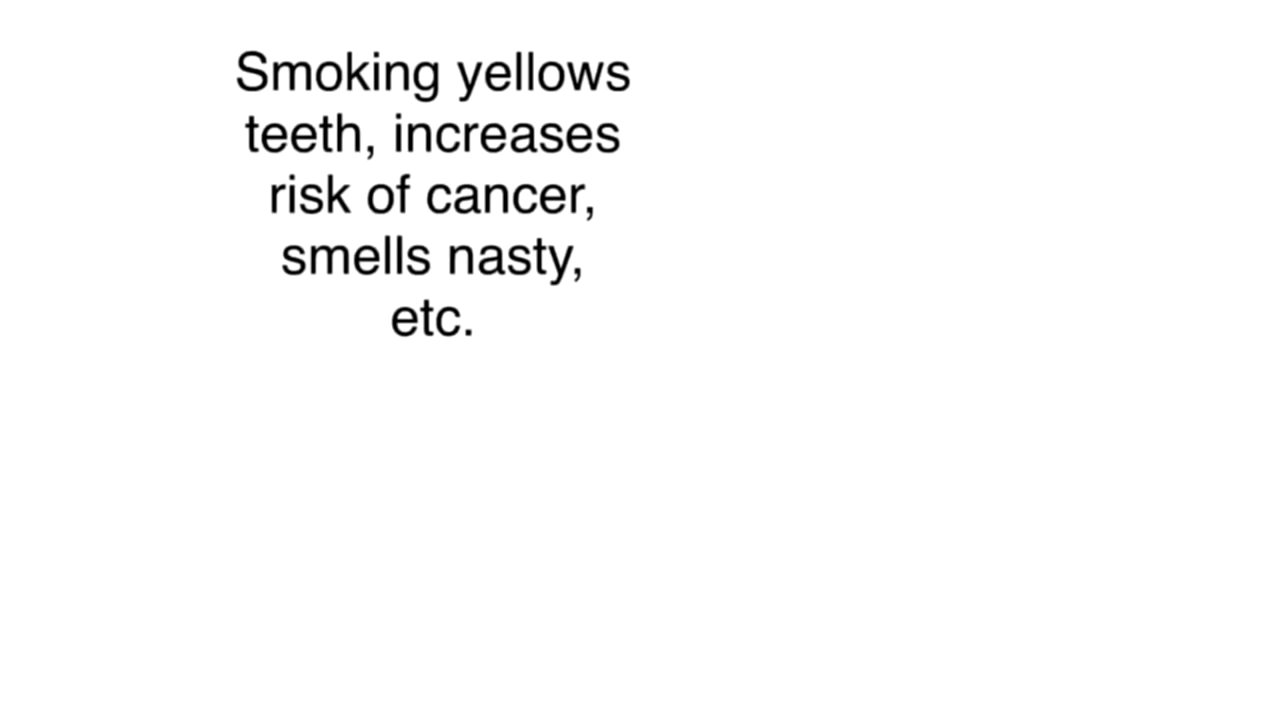 Smoking yellows
teeth, increases
risk of cancer,
smells nasty,
etc.